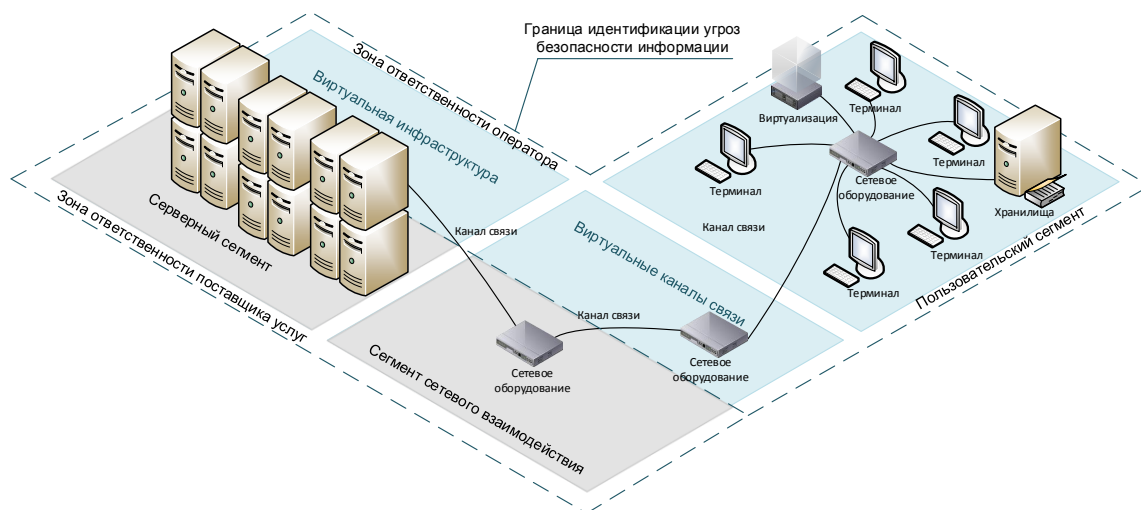 Граница идентификации угроз
безопасности информации
Зона ответственности оператора
Виртуальная инфраструктура
Серверный сегмент
Зона ответственности поставщика услуг
Канал связи
Виртуальные каналы связи
Канал связи
Сетевое
оборудование
Сетевое
оборудование
Сегмент сетевого взаимодействия
Виртуализация
Терминал
Терминал
Терминал
Сетевое
оборудование
Хранилища
Терминал
Терминал
Канал связи
Пользовательский сегмент